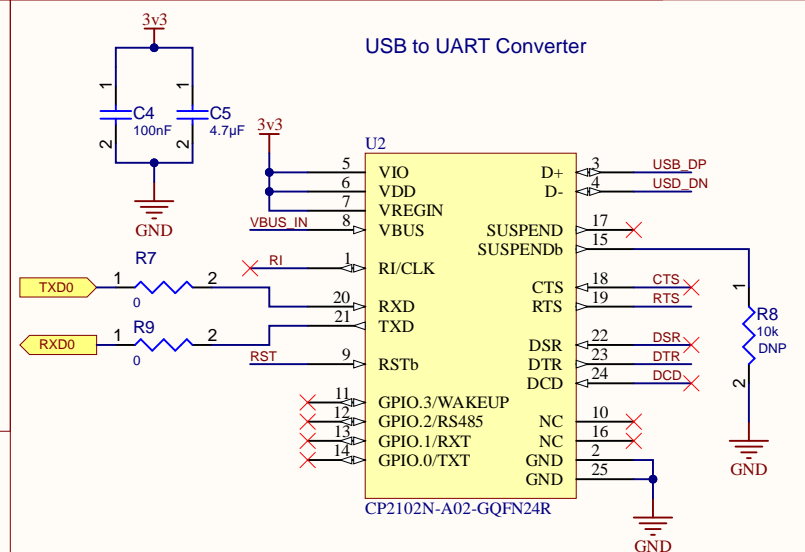 3v3
USB to UART Converter
1
1
C4
100nF
C5
4.7µF
2
2
GND
3v3
U2
5
VIO
6
VDD
7
VREGIN
VBUS_IN
8
VBUS
RI
1
RI/CLK
TXD0
1
R7
2
0
20
RXD
21
TXD
RXD0
1
R9
2
0
RST
9
RSTb
11
GPIO.3/WAKEUP
12
GPIO.2/RS485
13
GPIO.1/RXT
14
GPIO.0/TXT
D+
3
USB_DP
D-
4
USD_DN
SUSPEND
17
SUSPENDb
15
CTS
18
CTS
RTS
19
RTS
DSR
22
DSR
DTR
23
DTR
DCD
24
DCD
NC
10
NC
16
GND
2
GND
25
CP2102N-A02-GQFN24R
1
R8
10k
DNP
2
GND
GND